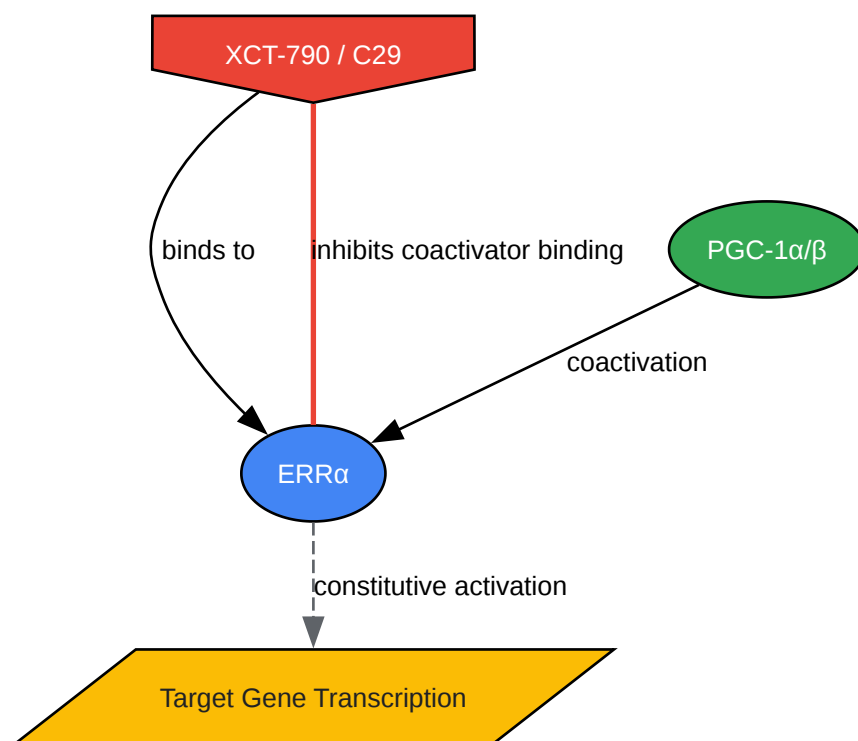 XCT-790 / C29
binds to
inhibits coactivator binding
PGC-1α/β
coactivation
ERRα
constitutive activation
Target Gene Transcription